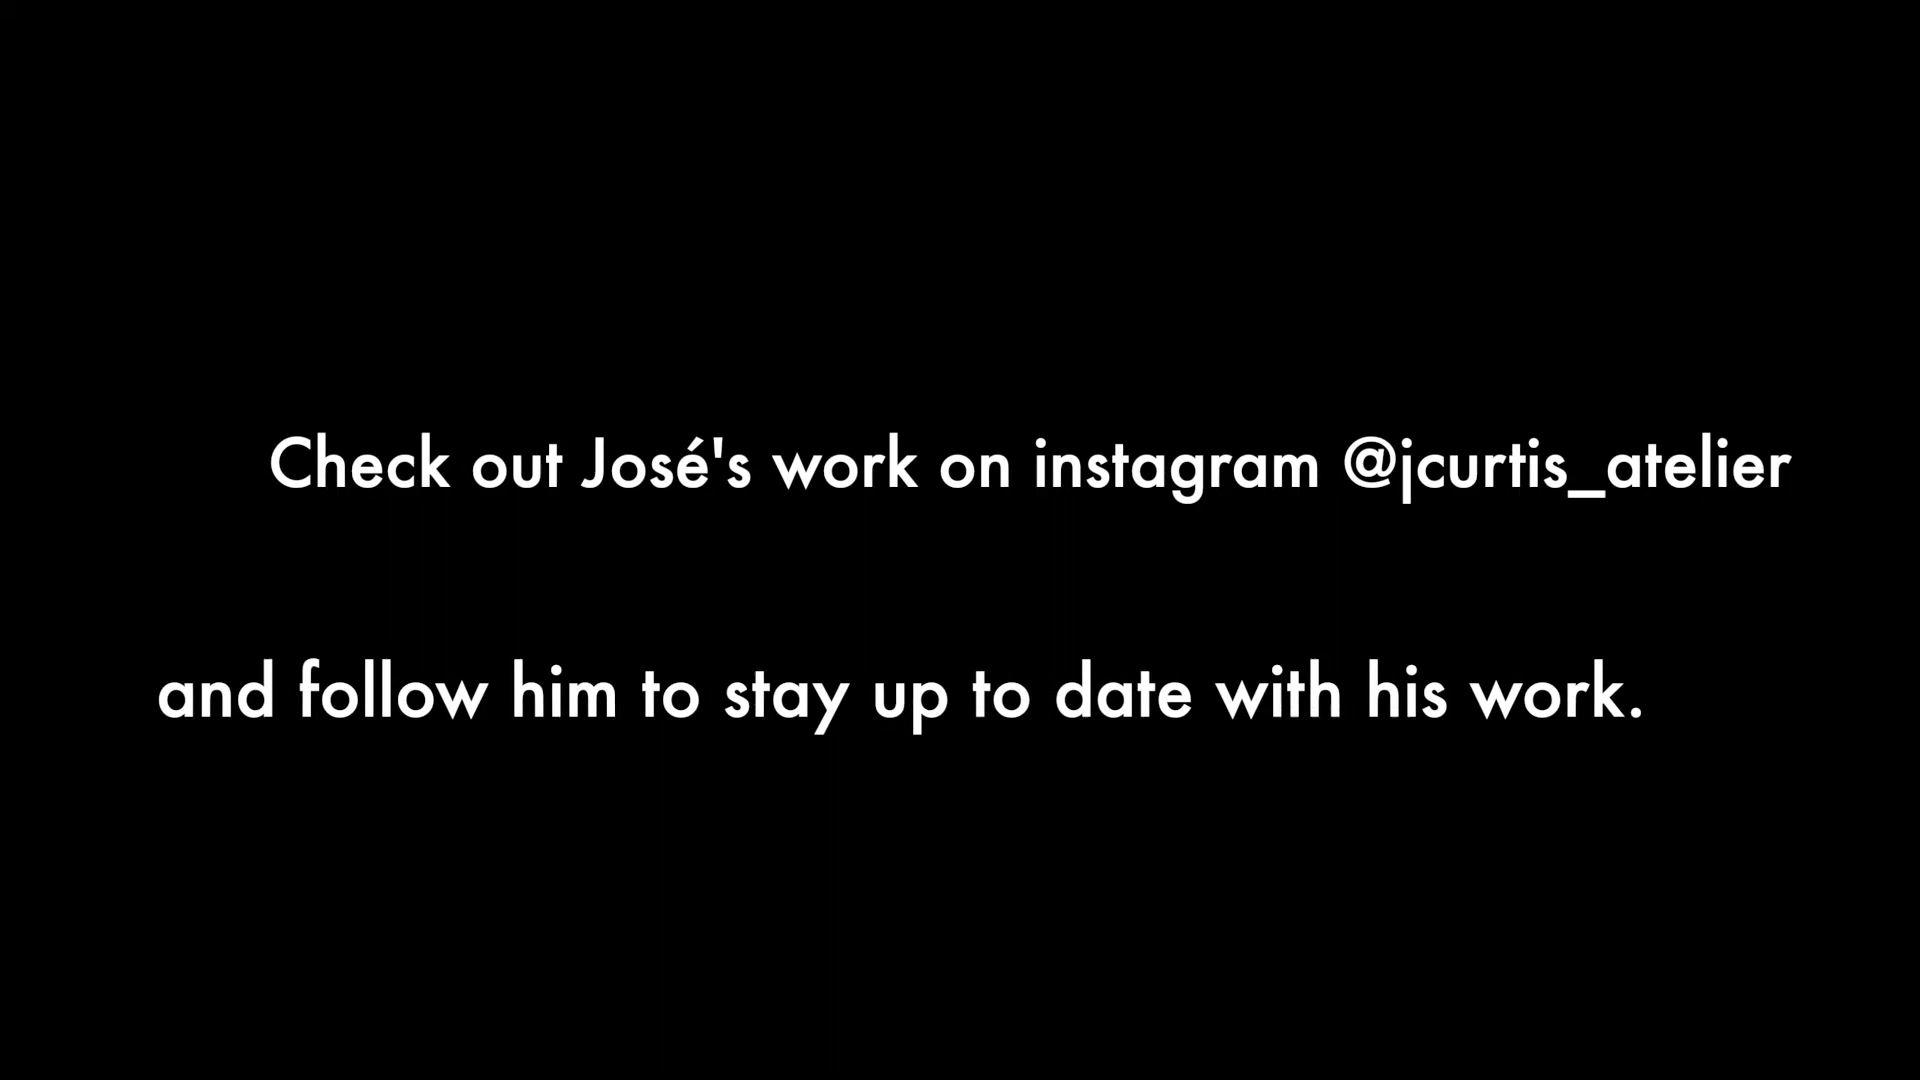 Check out José's work on instagram @jcurtis_atelier
and follow him to stay up to date with his work.